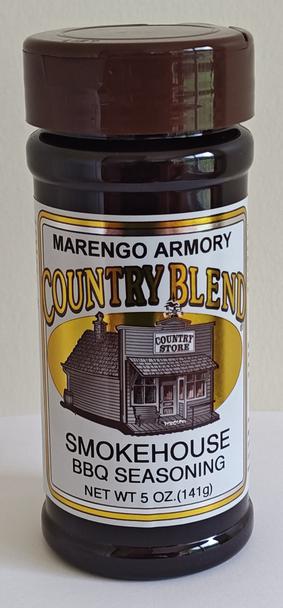 MARENGO ARMORY
COUNTRY BLEND
COUNTRY
STORE
SMOKEHOUSE
BBQ SEASONING
NET WT 5 OZ.(141g)